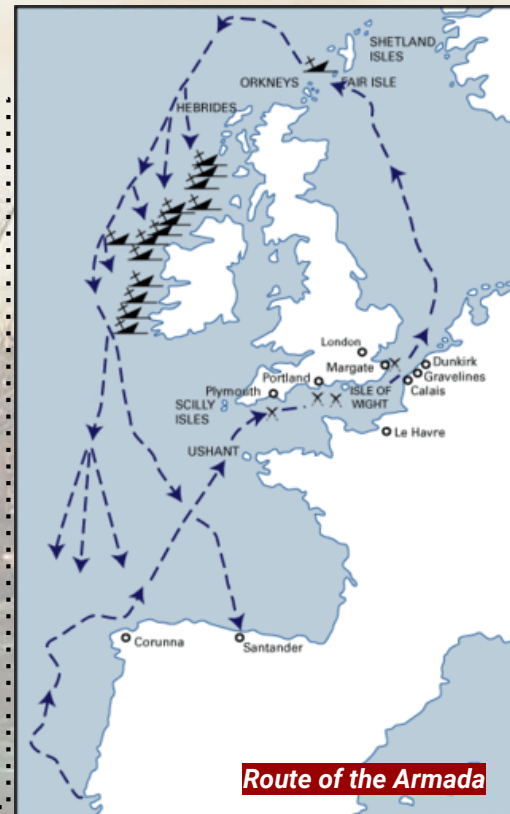 SHETLAND
ISLES
ORKNEYS
FAIR ISLE
HEBRIDES
London
Margate
Dunkirk
Gravelines
Calais
Portland
Plymouth
ISLE OF
WIGHT
SCILLY
ISLES
Le Havre
USHANT
Corunna
Santander
Route of the Armada